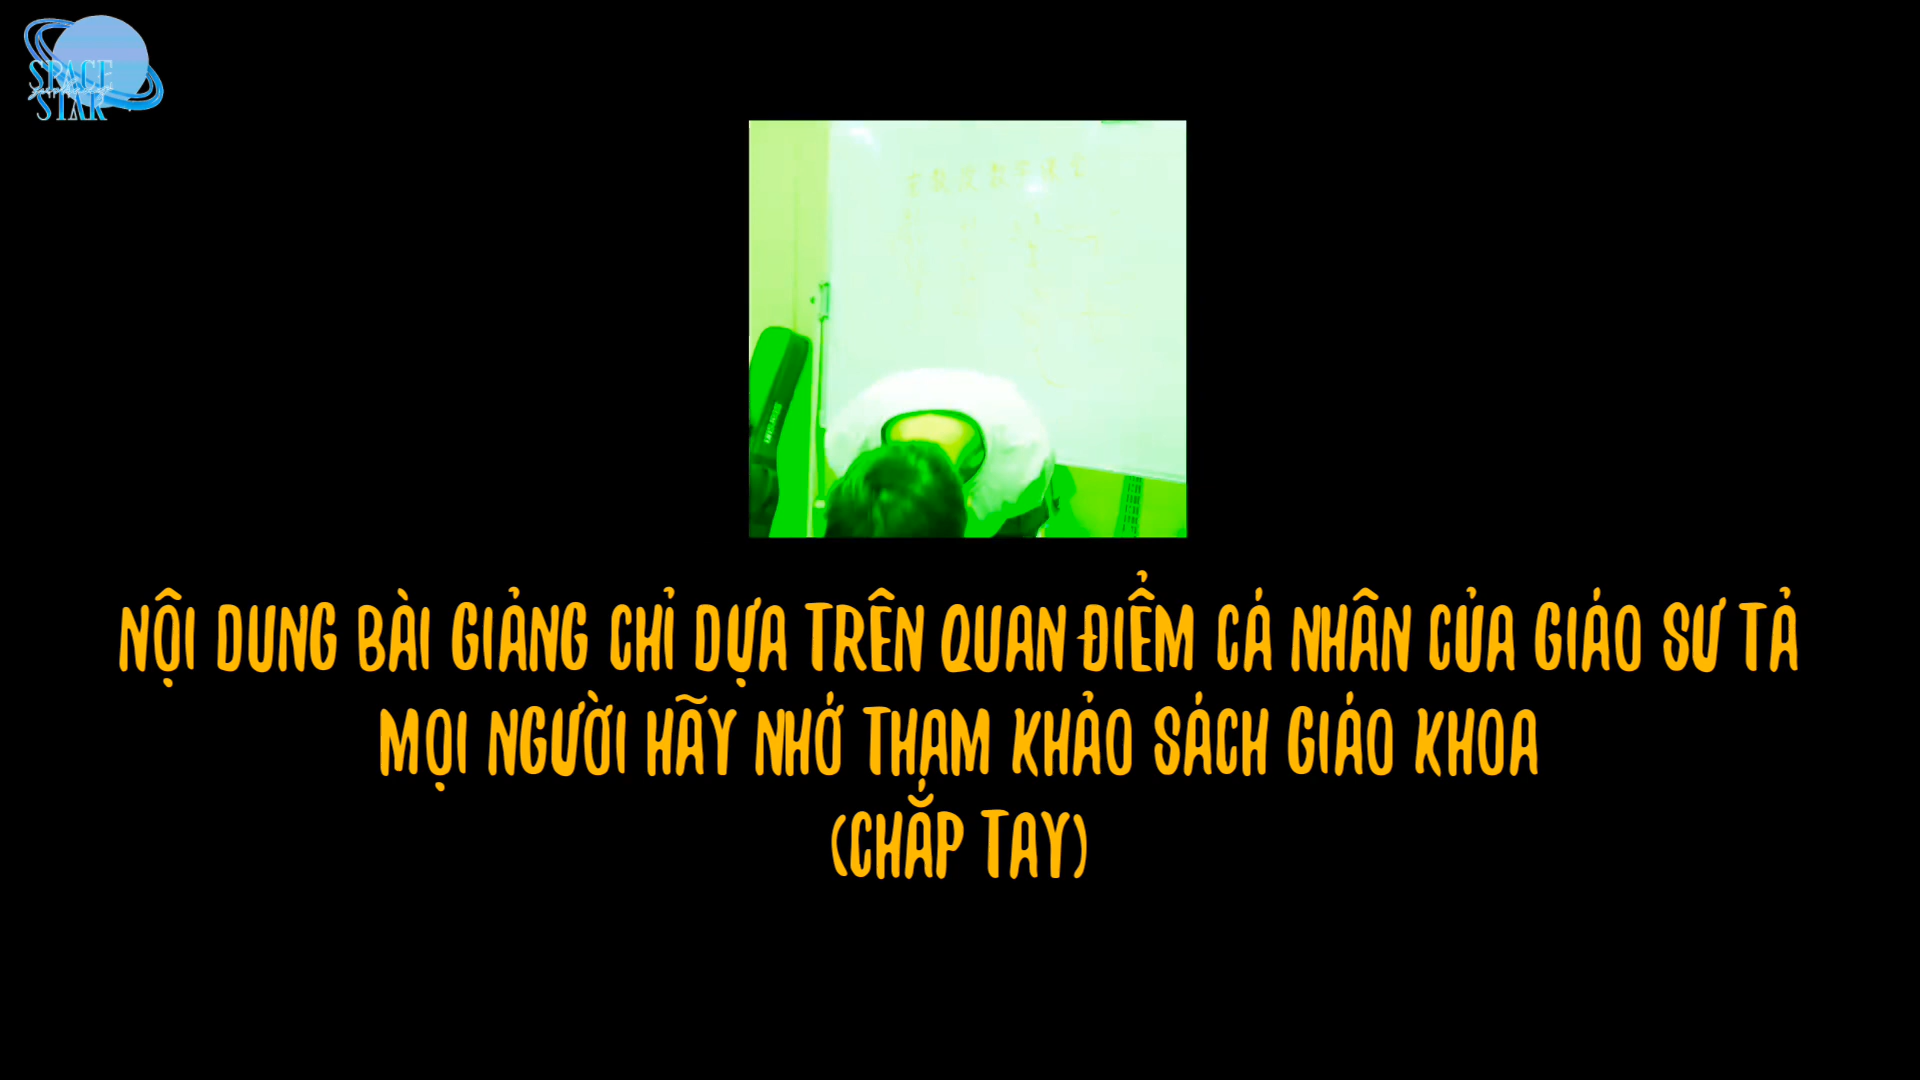 SPACE
STAR
NỘI DUNG BÀI GIẢNG CHỈ DỰA TRÊN QUAN ĐIỂM CÁ NHÂN CỦA GIÁO SƯ TẢ
MỌI NGƯỜI HÃY NHỚ THAM KHẢO SÁCH GIÁO KHOA
(CHẮP TAY)